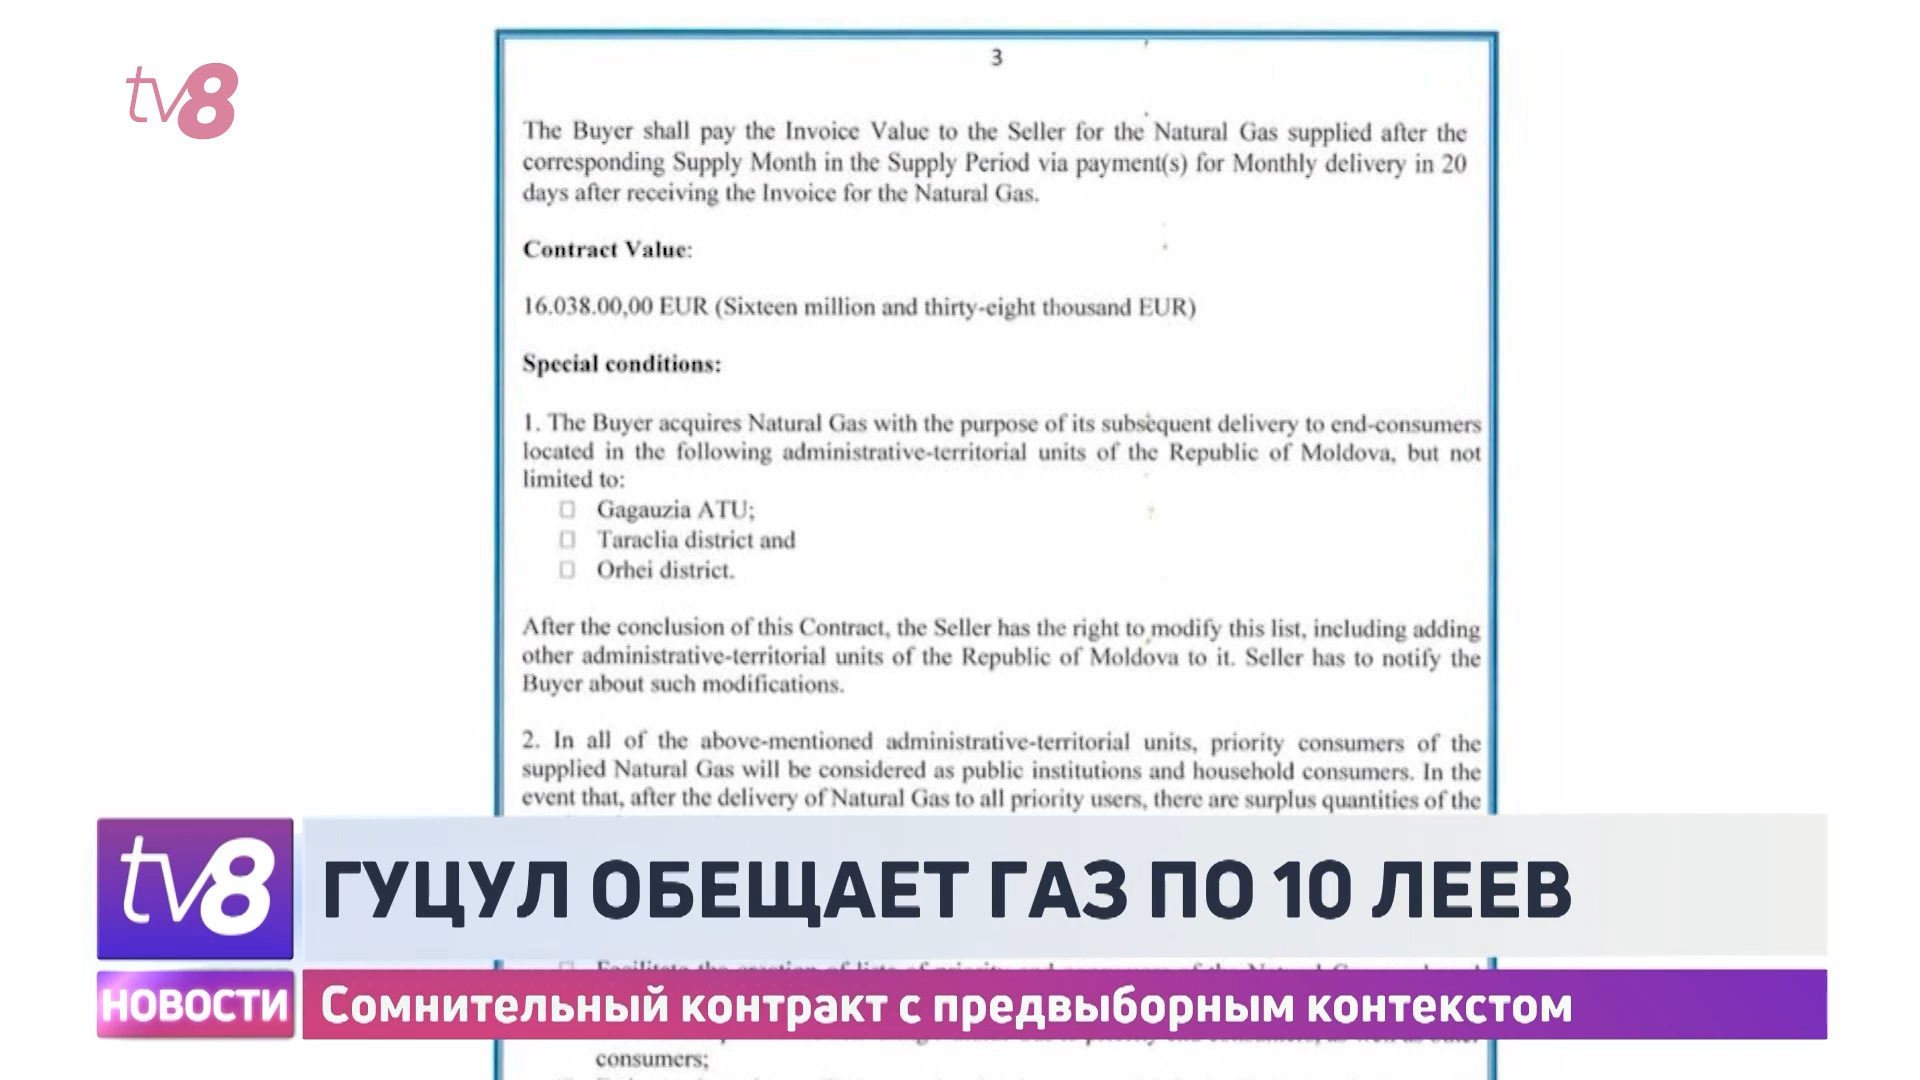 tv8
3
The Buyer shall pay the Invoice Value to the Seller for the Natural Gas supplied after the
corresponding Supply Month in the Supply Period via payment(s) for Monthly delivery in 20
days after receiving the Invoice for the Natural Gas.
Contract Value:
16.038.00,00 EUR (Sixteen million and thirty-eight thousand EUR)
Special conditions:
1. The Buyer acquires Natural Gas with the purpose of its subsequent delivery to end-consumers
located in the following administrative-territorial units of the Republic of Moldova, but not
limited to:
Gagauzia ATU;
Taraclia district and
Orhei district.
After the conclusion of this Contract, the Seller has the right to modify this list, including adding
other administrative-territorial units of the Republic of Moldova to it. Seller has to notify the
Buyer about such modifications.
2. In all of the above-mentioned administrative-territorial units, priority consumers of the
supplied Natural Gas will be considered as public institutions and household consumers. In the
event that, after the delivery of Natural Gas to all priority users, there are surplus quantities of the
tv8
ГУЦУЛ ОБЕЩАЕТ ГАЗ ПО 10 ЛЕЕВ
НОВОСТИ
Сомнительный контракт с предвыборным контекстом
consumers;